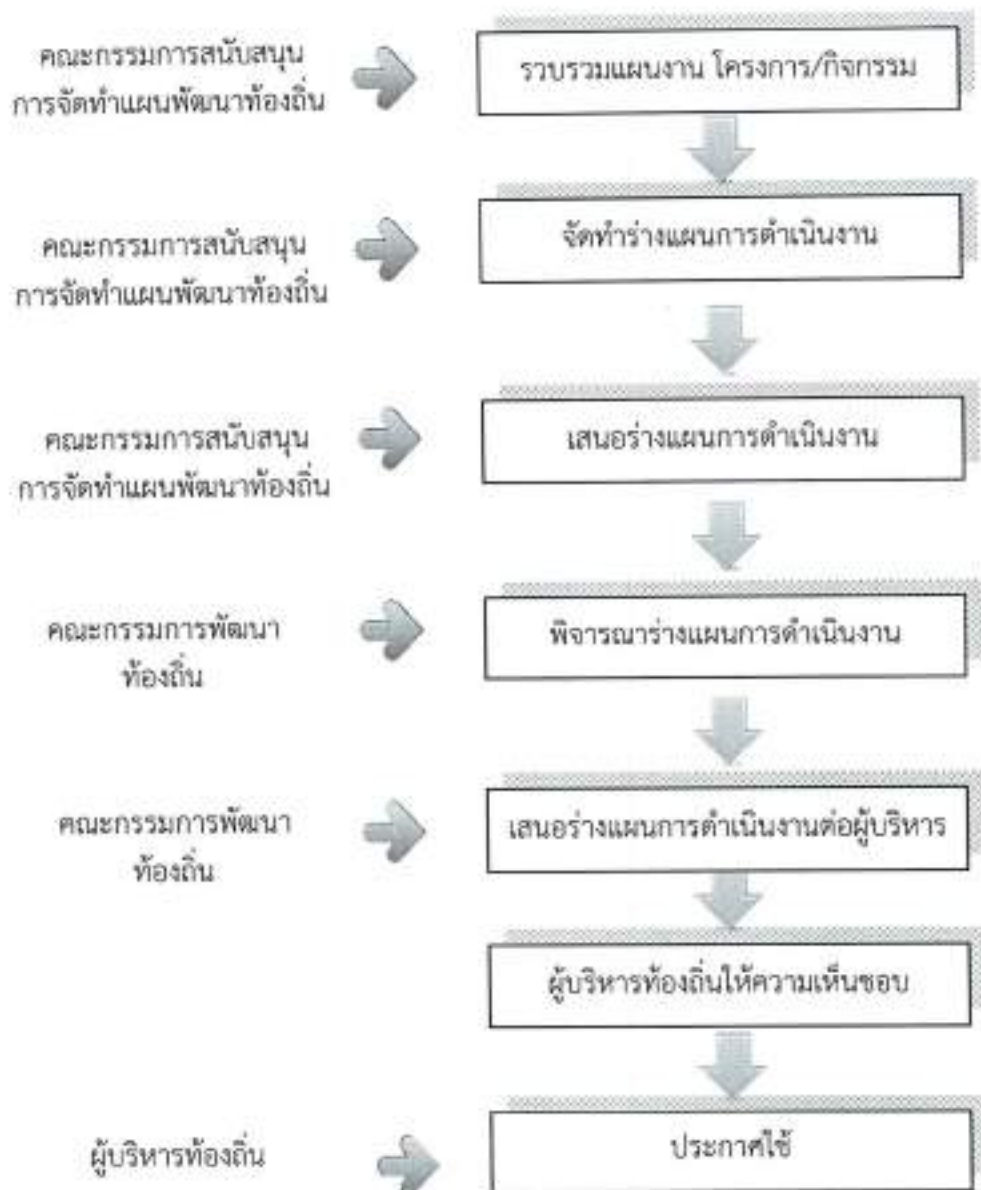 คณะกรรมการสนับสนุน
การจัดทำแผนพัฒนาท้องถิ่น
รวบรวมแผนงาน โครงการ/กิจกรรม
คณะกรรมการสนับสนุน
การจัดทำแผนพัฒนาท้องถิ่น
จัดทำร่างแผนการดำเนินงาน
คณะกรรมการสนับสนุน
การจัดทำแผนพัฒนาท้องถิ่น
เสนอร่างแผนการดำเนินงาน
คณะกรรมการพัฒนา
ท้องถิ่น
พิจารณาร่างแผนการดำเนินงาน
คณะกรรมการพัฒนา
ท้องถิ่น
เสนอร่างแผนการดำเนินงานต่อผู้บริหาร
ผู้บริหารท้องถิ่นให้ความเห็นชอบ
ผู้บริหารท้องถิ่น
ประกาศใช้